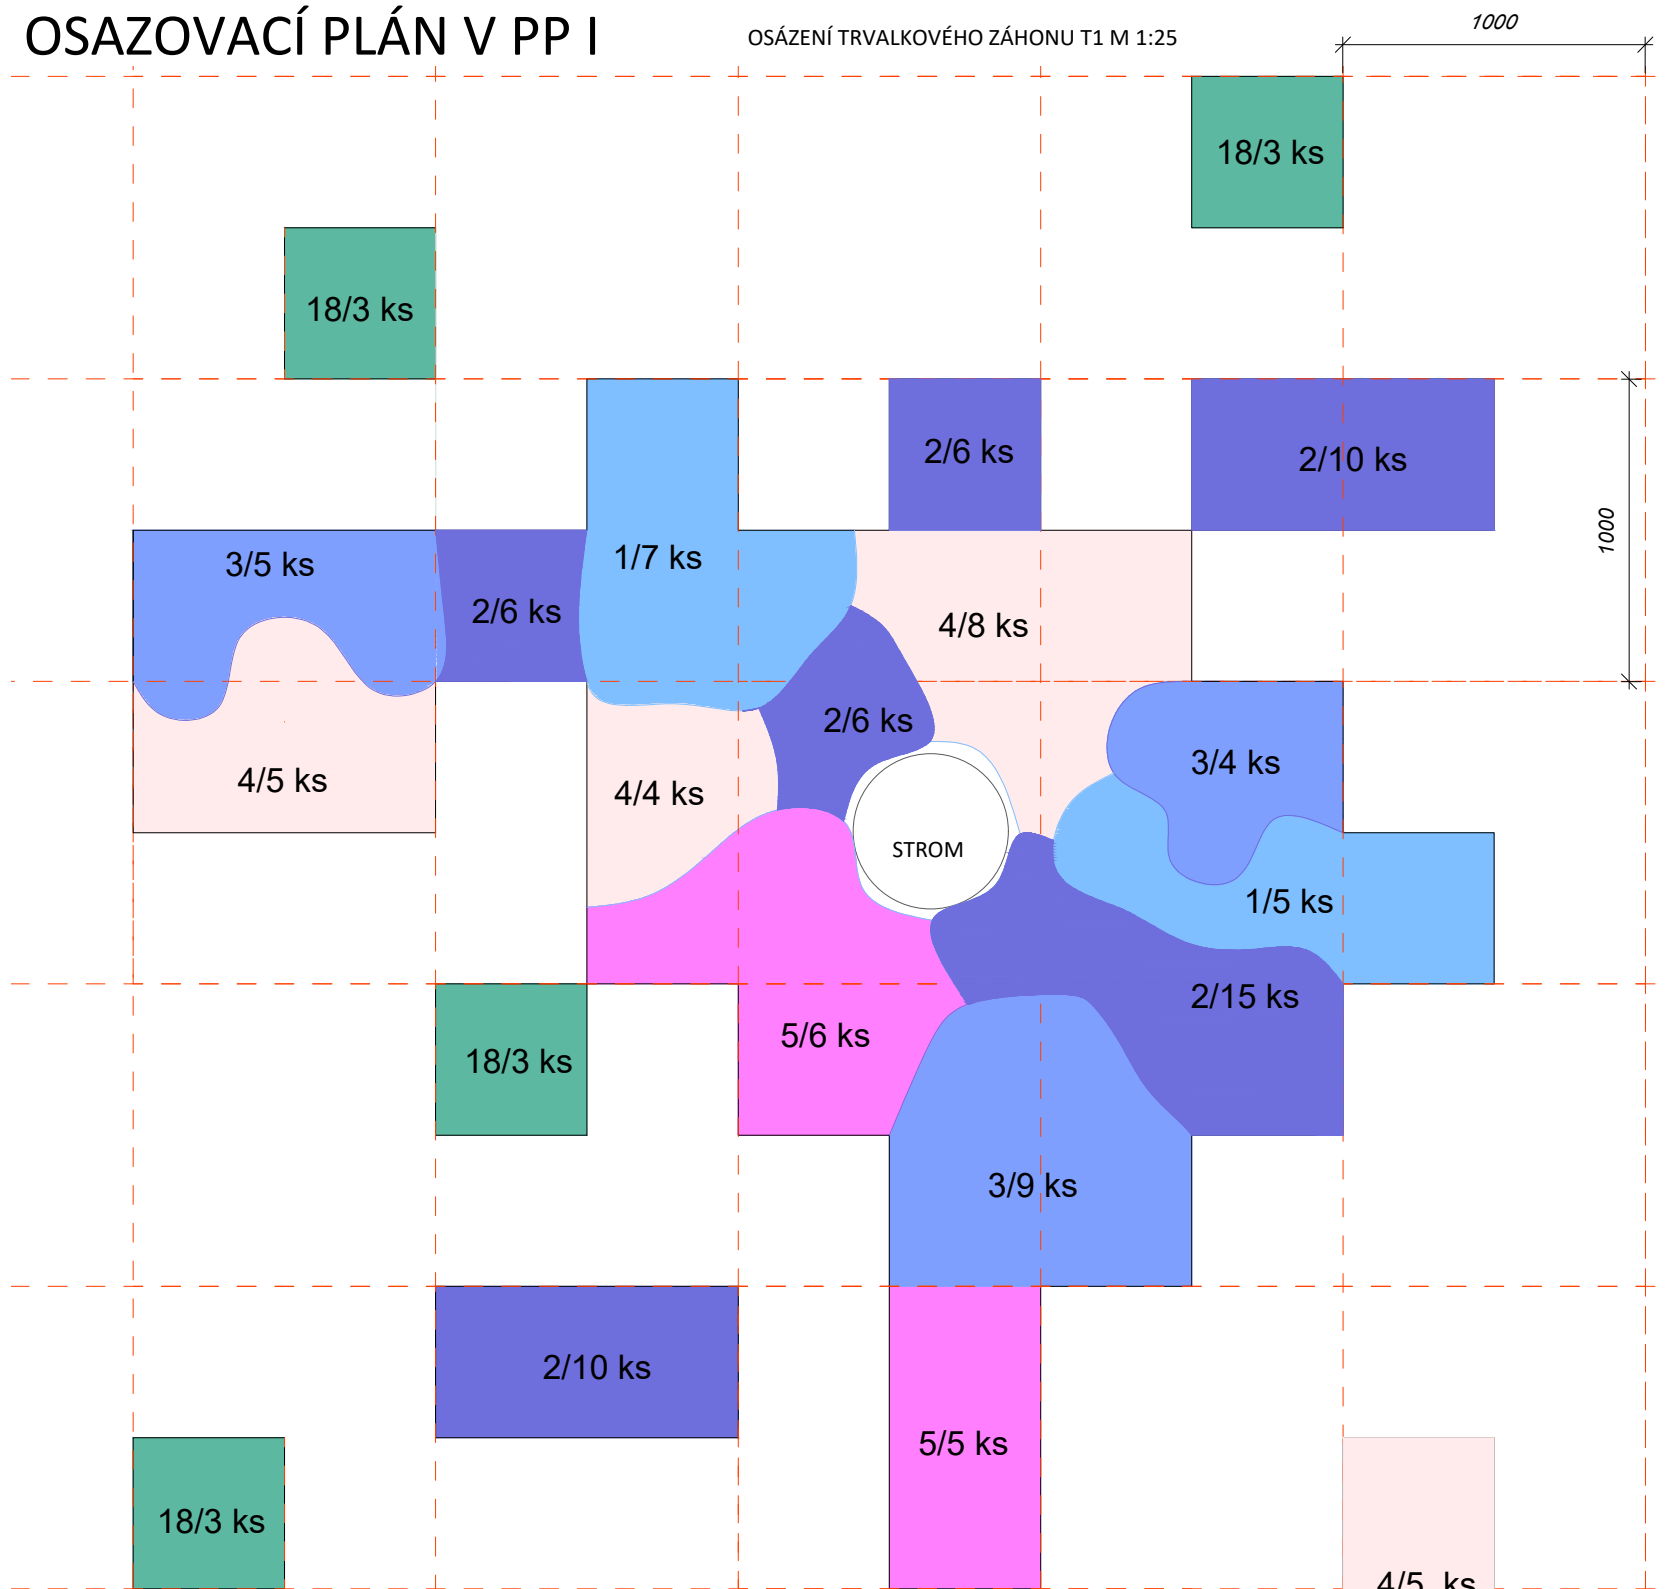 OSAZOVACÍ PLÁN V PP I
OSÁZENÍ TRVALKOVÉHO ZÁHONU T1 M 1:25
1000
18/3 ks
18/3 ks
2/6 ks
2/10 ks
1000
3/5 ks
2/6 ks
1/7 ks
4/8 ks
2/6 ks
3/4 ks
4/5 ks
4/4 ks
STROM
1/5 ks
2/15 ks
5/6 ks
18/3 ks
3/9 ks
2/10 ks
5/5 ks
18/3 ks
4/5 ks